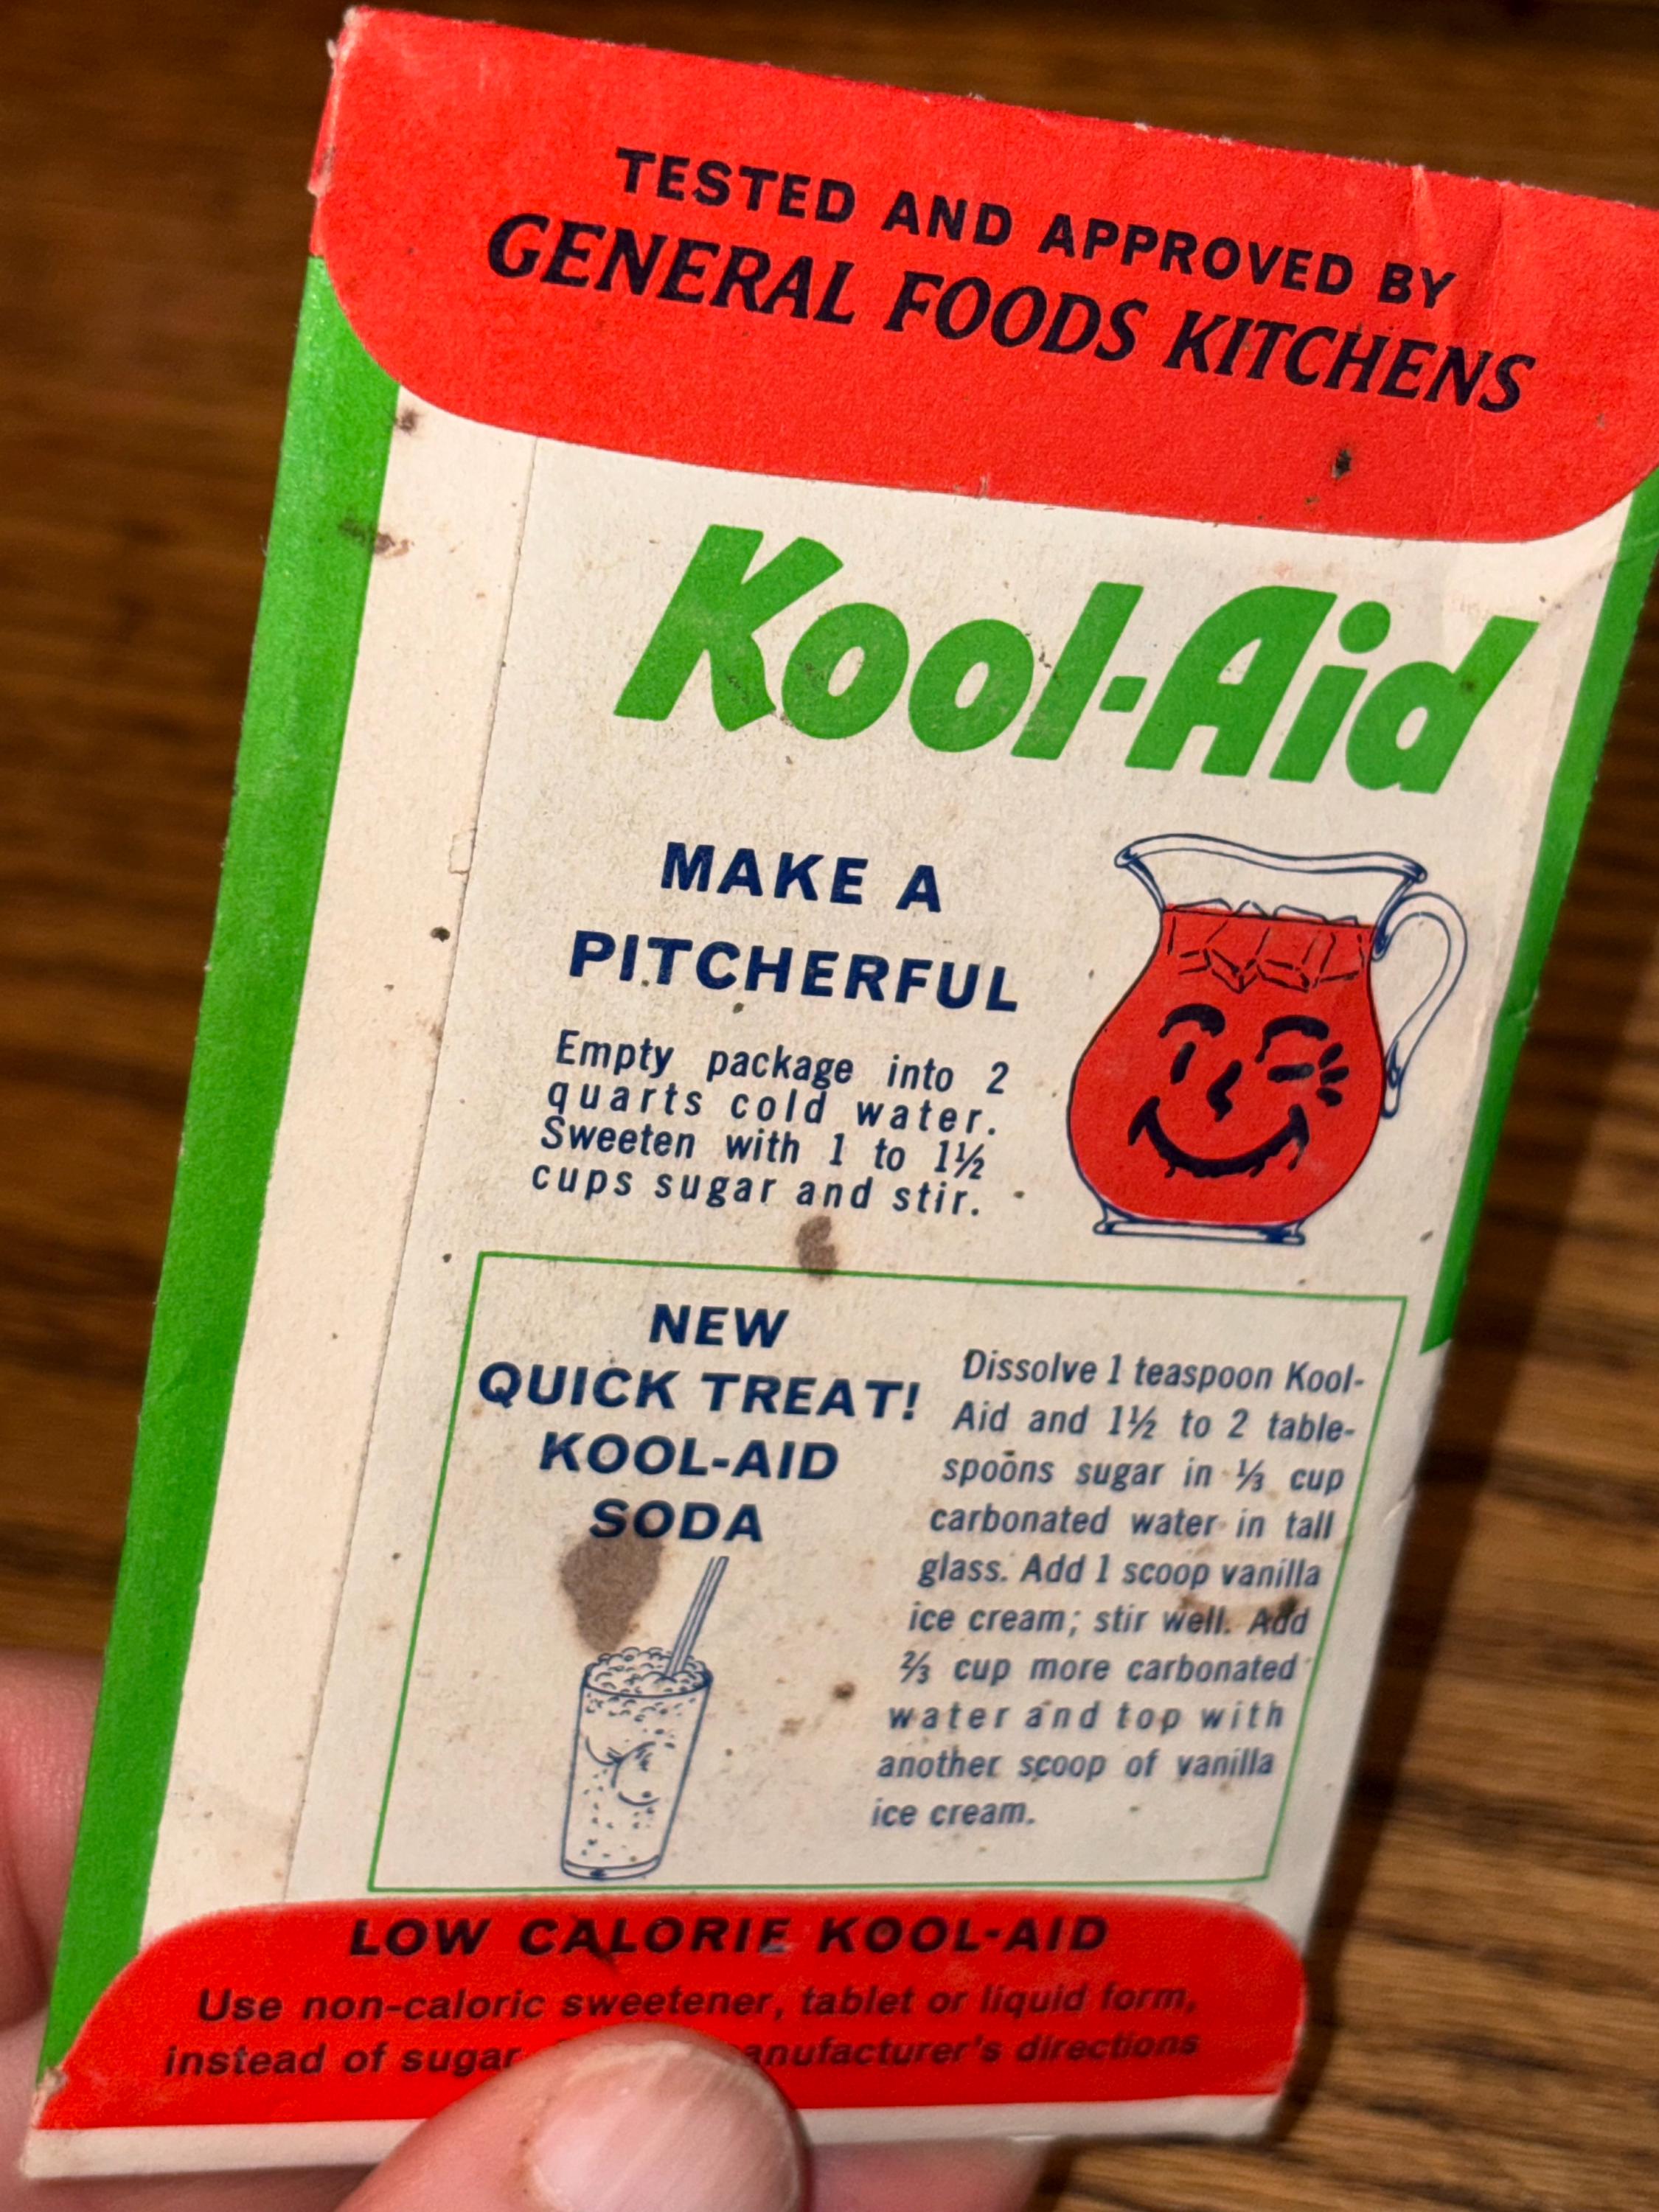 TESTED AND APPROVED BY
GENERAL FOODS KITCHENS
Kool-Aid
MAKE A
PITCHERFUL
Empty package into 2
quarts cold water.
Sweeten with 1 to 1½
cups sugar and stir.
NEW
QUICK TREAT!
KOOL-AID
SODA
Dissolve 1 teaspoon Kool-
Aid and 1½ to 2 table-
spoons sugar in ⅓ cup
carbonated water in tall
glass. Add 1 scoop vanilla
ice cream; stir well. Add
⅔ cup more carbonated
water and top with
another scoop of vanilla
ice cream.
LOW CALORIE KOOL-AID
Use non-caloric sweetener, tablet or liquid form,
instead of sugar directions